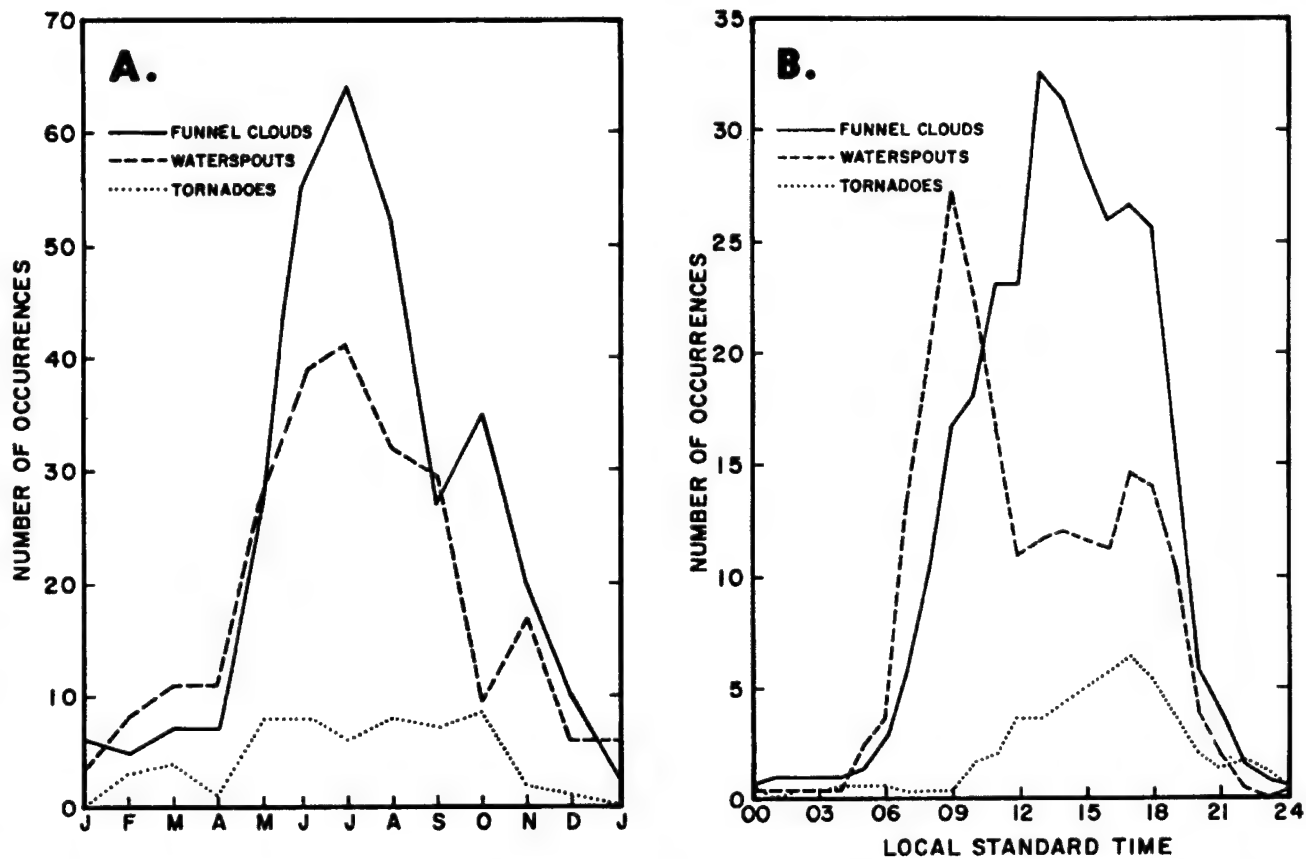 A.
FUNNEL CLOUDS
WATERSPOUTS
TORNADOES
NUMBER OF OCCURRENCES
70
60
50
40
30
20
10
0
J F M A M J J A S O N D J
B.
FUNNEL CLOUDS
WATERSPOUTS
TORNADOES
NUMBER OF OCCURRENCES
35
30
25
20
15
10
5
0
00 03 06 09 12 15 18 21 24
LOCAL STANDARD TIME